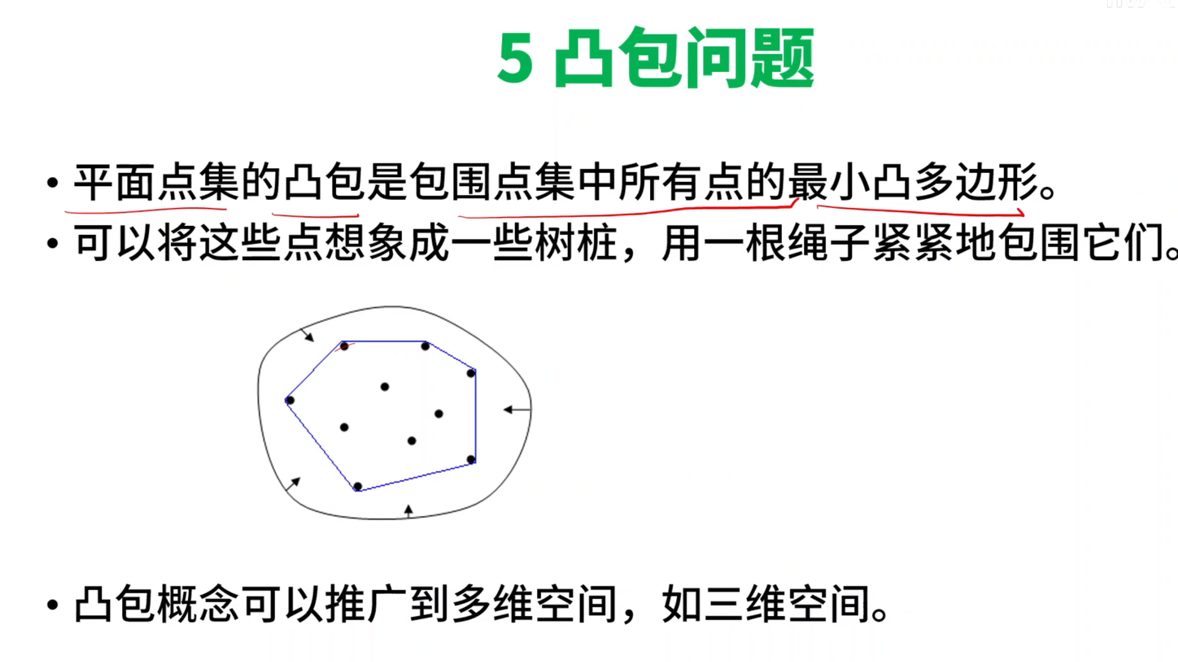 5 凸包问题
• 平面点集的凸包是包围点集中所有点的最小凸多边形。
• 可以将这些点想象成一些树桩，用一根绳子紧紧地包围它们。
• 凸包概念可以推广到多维空间，如三维空间。